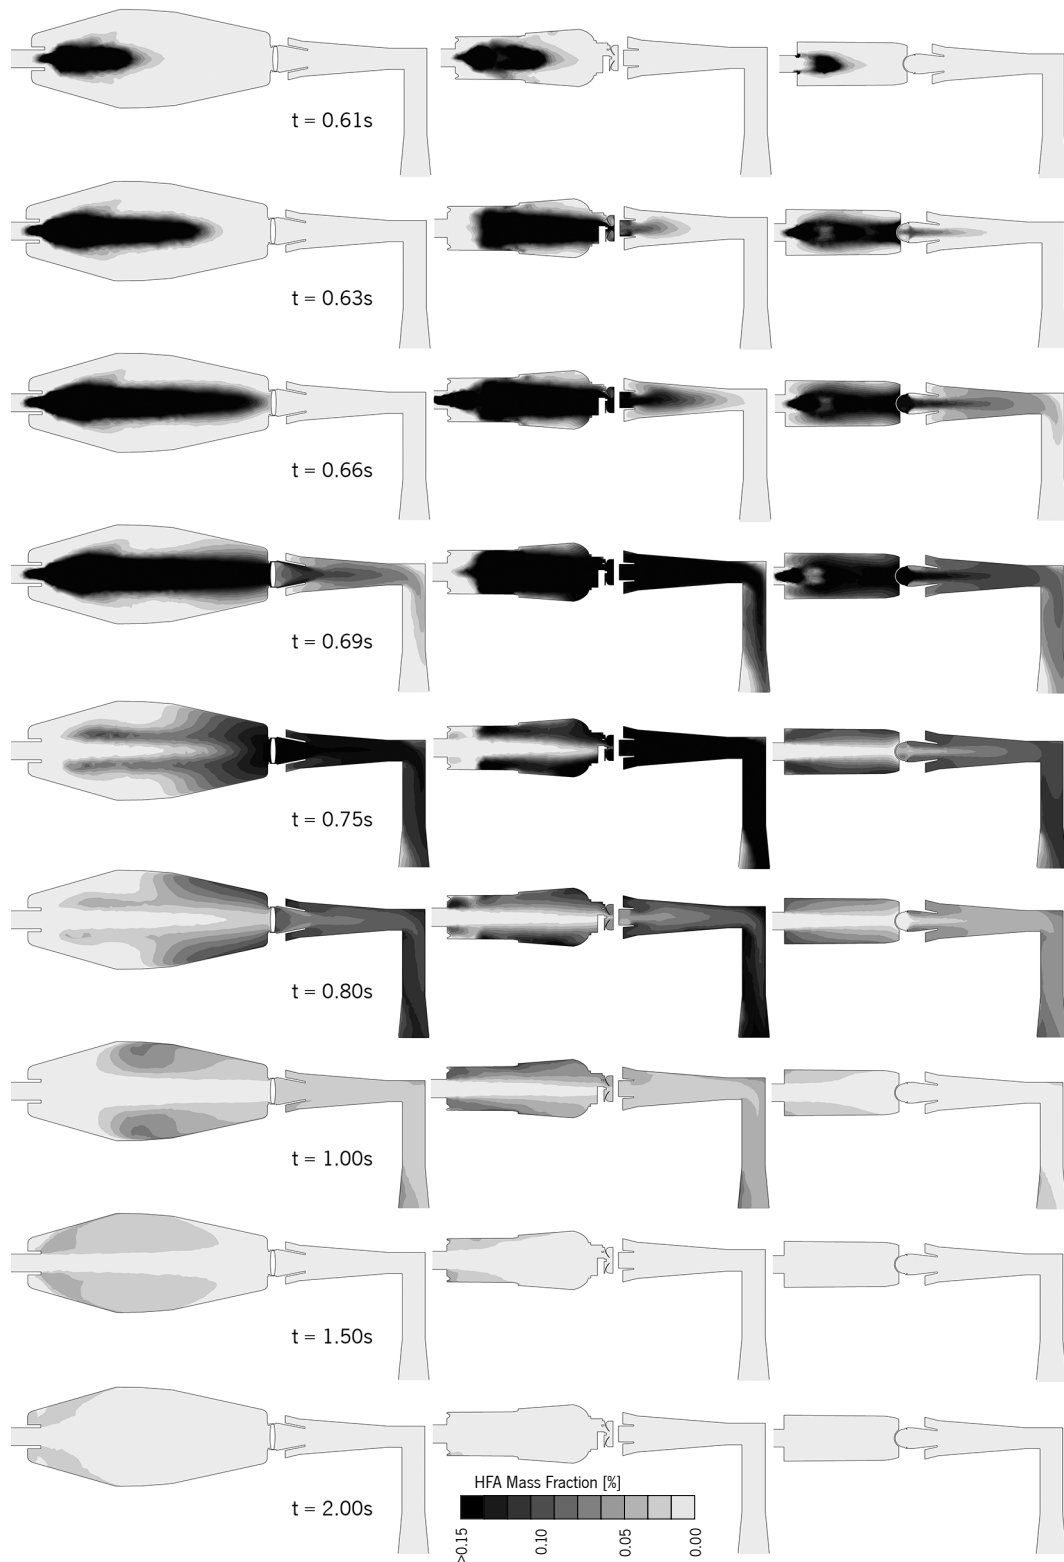 t = 0.61s
t = 0.63s
t = 0.66s
t = 0.69s
t = 0.75s
t = 0.80s
t = 1.00s
t = 1.50s
t = 2.00s
HFA Mass Fraction [%]
>0.15 0.10 0.05 0.00